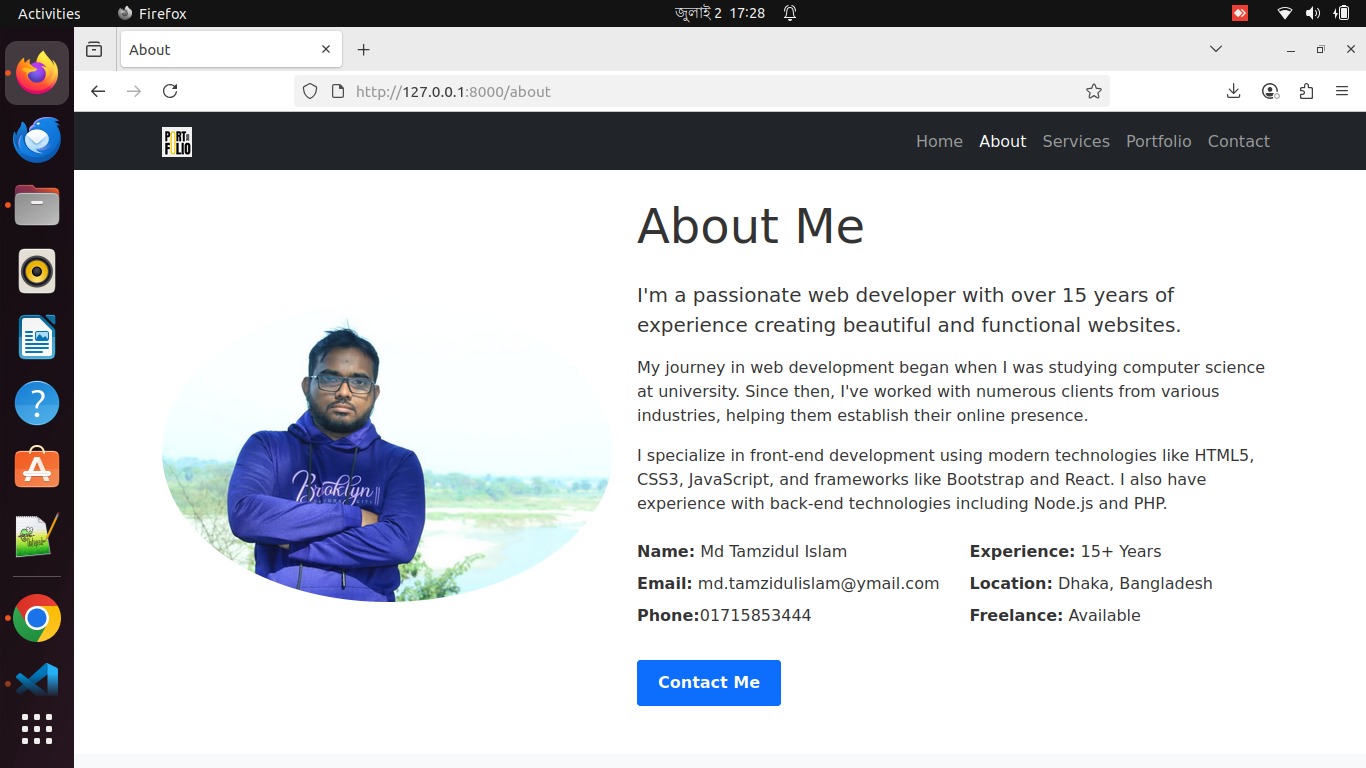 Activities Firefox জুলাই 2 17:28
About
http://127.0.0.1:8000/about
PORT FOLIO
Home About Services Portfolio Contact
About Me
I'm a passionate web developer with over 15 years of
experience creating beautiful and functional websites.
My journey in web development began when I was studying computer science
at university. Since then, I've worked with numerous clients from various
industries, helping them establish their online presence.
I specialize in front-end development using modern technologies like HTML5,
CSS3, JavaScript, and frameworks like Bootstrap and React. I also have
experience with back-end technologies including Node.js and PHP.
Brooklyn
Name: Md Tamzidul Islam Experience: 15+ Years
Email: md.tamzidulislam@ymail.com Location: Dhaka, Bangladesh
Phone:01715853444 Freelance: Available
Contact Me